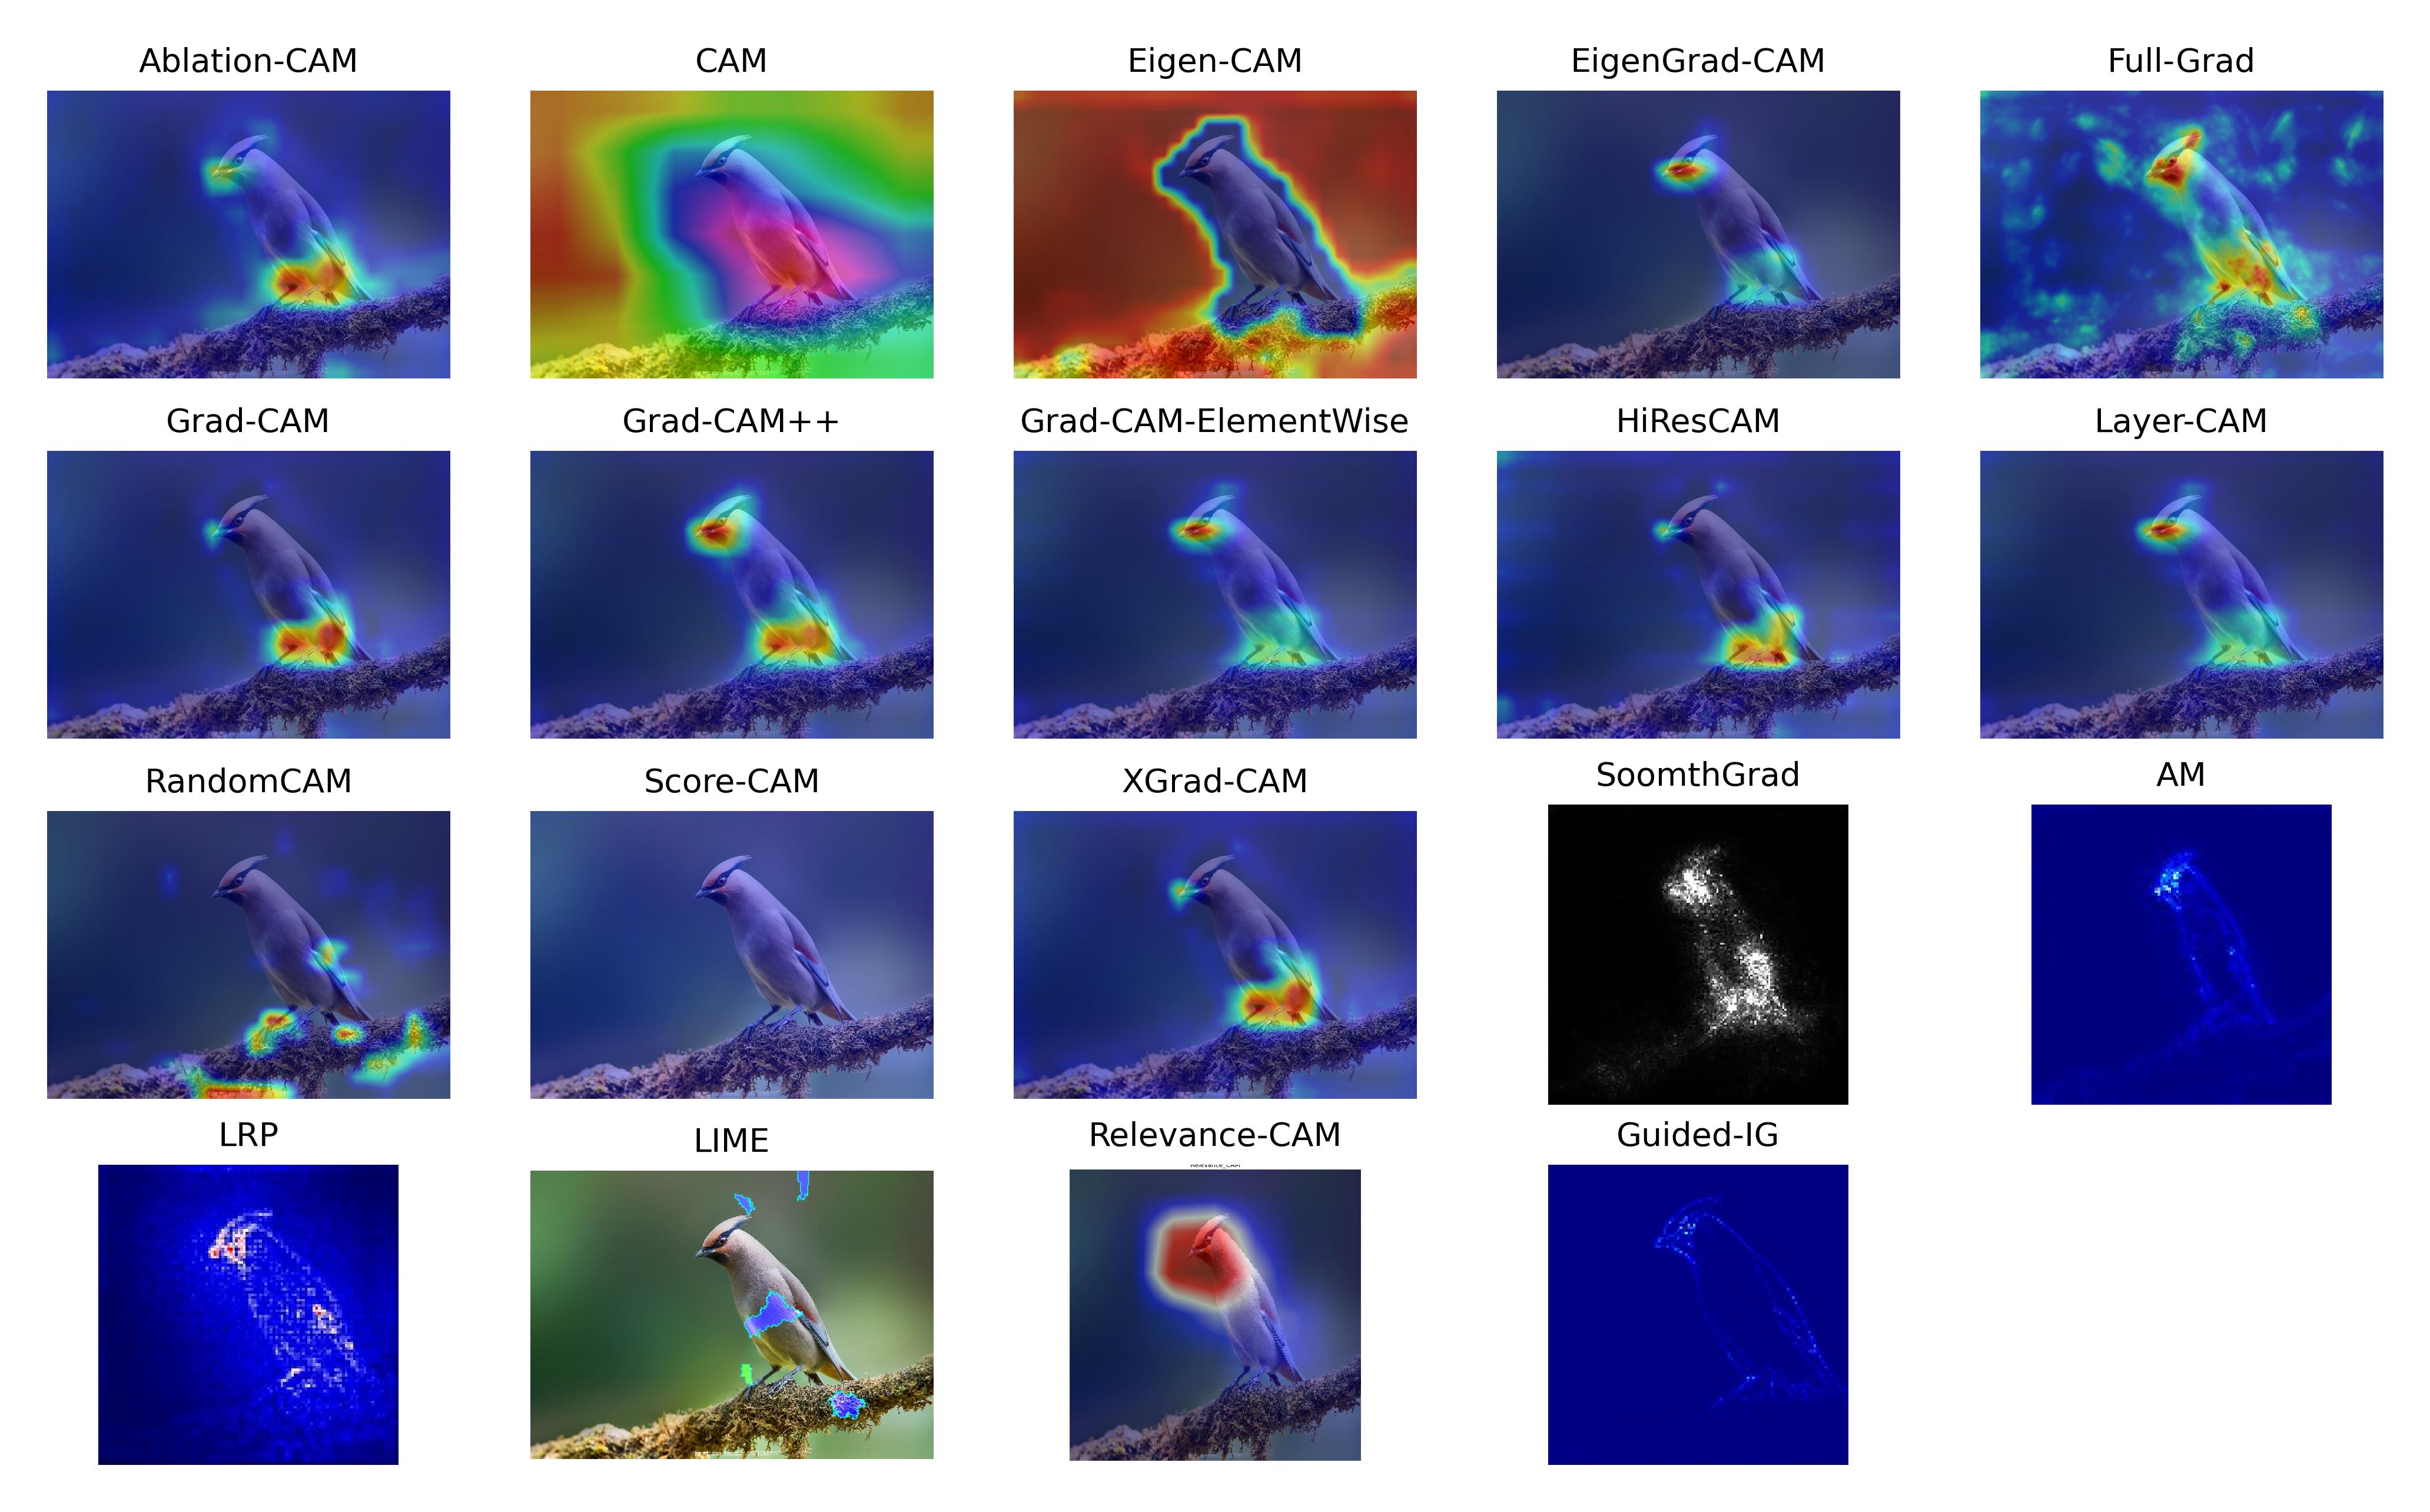 Ablation-CAM
CAM
Eigen-CAM
EigenGrad-CAM
Full-Grad
Grad-CAM
Grad-CAM++
Grad-CAM-ElementWise
HiResCAM
Layer-CAM
RandomCAM
Score-CAM
XGrad-CAM
SoomthGrad
AM
LRP
LIME
Relevance-CAM
Guided-IG
Relevance_CAM